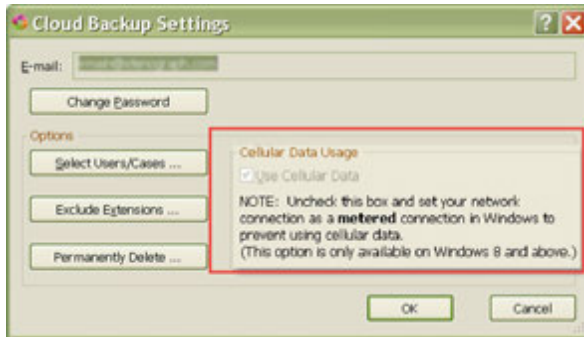 Cloud Backup Settings
E-mail:
Change Password
Options
Select Users/Cases ...
Exclude Extensions ...
Permanently Delete ...
Cellular Data Usage
Use Cellular Data
NOTE: Uncheck this box and set your network
connection as a metered connection in Windows to
prevent using cellular data.
(This option is only available on Windows 8 and above.)
OK
Cancel